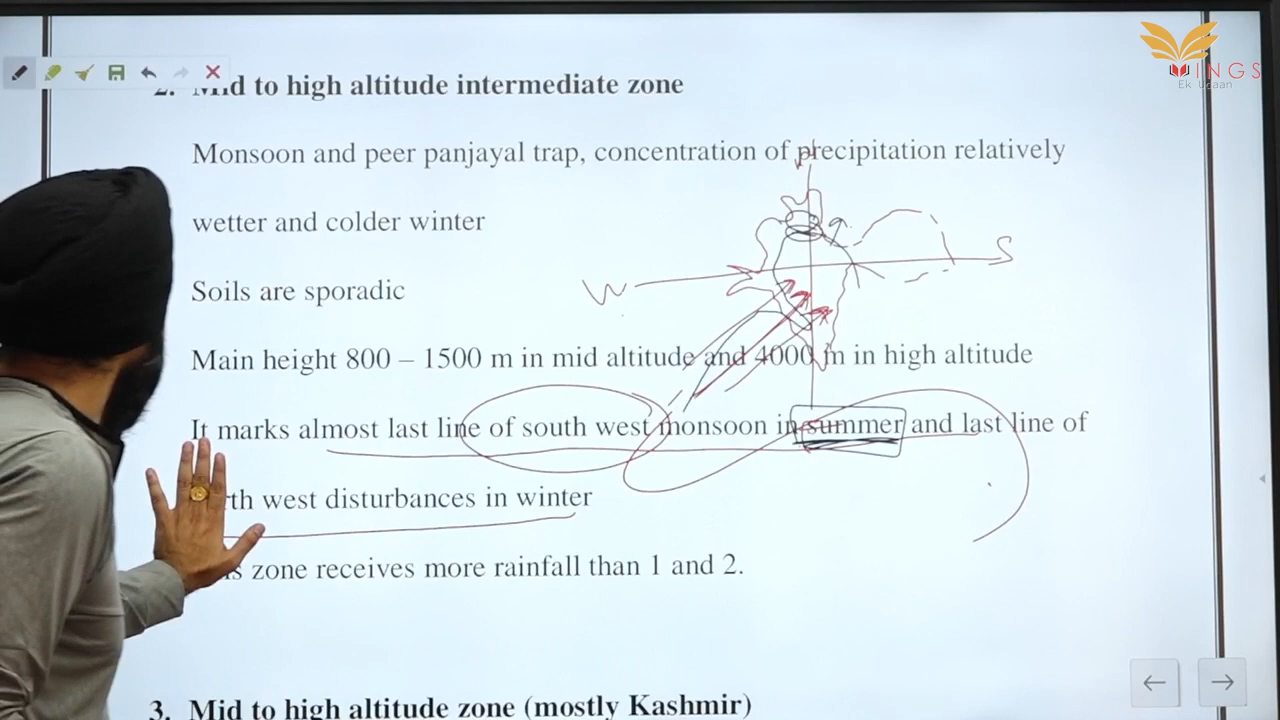 WINGS
Ek Udaan
2. Mid to high altitude intermediate zone
Monsoon and peer panjayal trap, concentration of precipitation relatively
wetter and colder winter
Soils are sporadic
Main height 800 – 1500 m in mid altitude and 4000 m in high altitude
It marks almost last line of south west monsoon in summer and last line of
th west disturbances in winter
zone receives more rainfall than 1 and 2.
3. Mid to high altitude zone (mostly Kashmir)
W
S